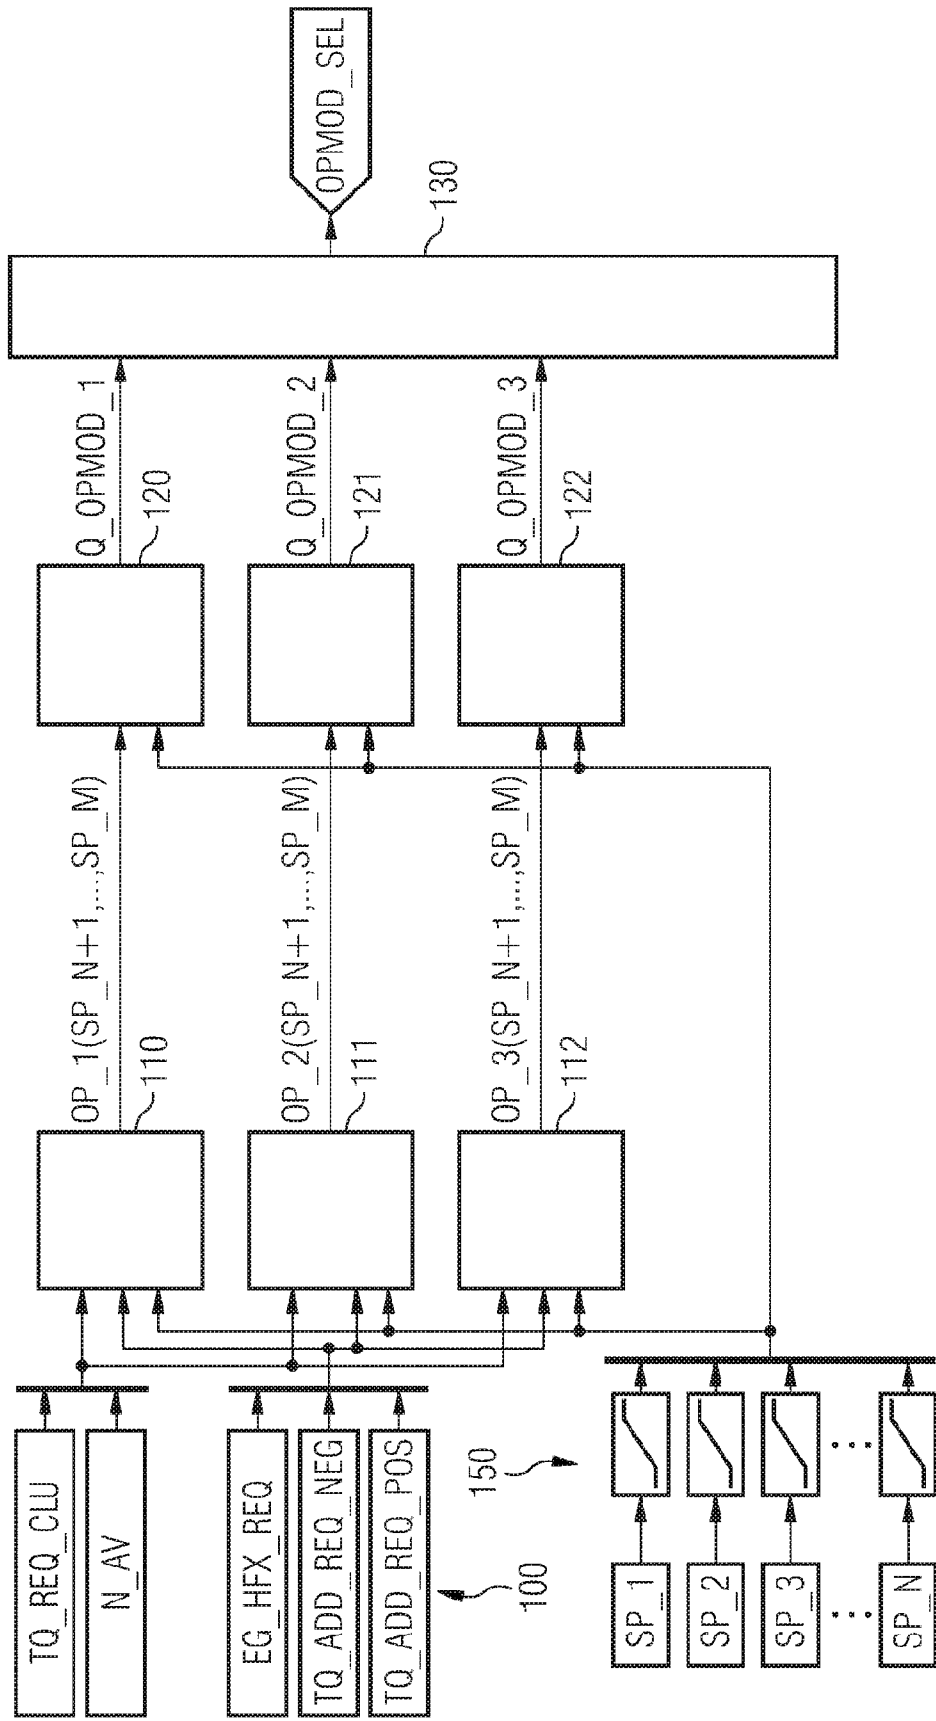 TQ_REQ_CLU
N_AV
EG_HFX_REQ
TQ_ADD_REQ_NEG
TQ_ADD_REQ_POS
100
SP_1
SP_2
SP_3
...
SP_N
150
...
110
OP_1(SP_N+1,...,SP_M)
111
OP_2(SP_N+1,...,SP_M)
112
OP_3(SP_N+1,...,SP_M)
120
Q_OPMOD_1
121
Q_OPMOD_2
122
Q_OPMOD_3
130
OPMOD_SEL